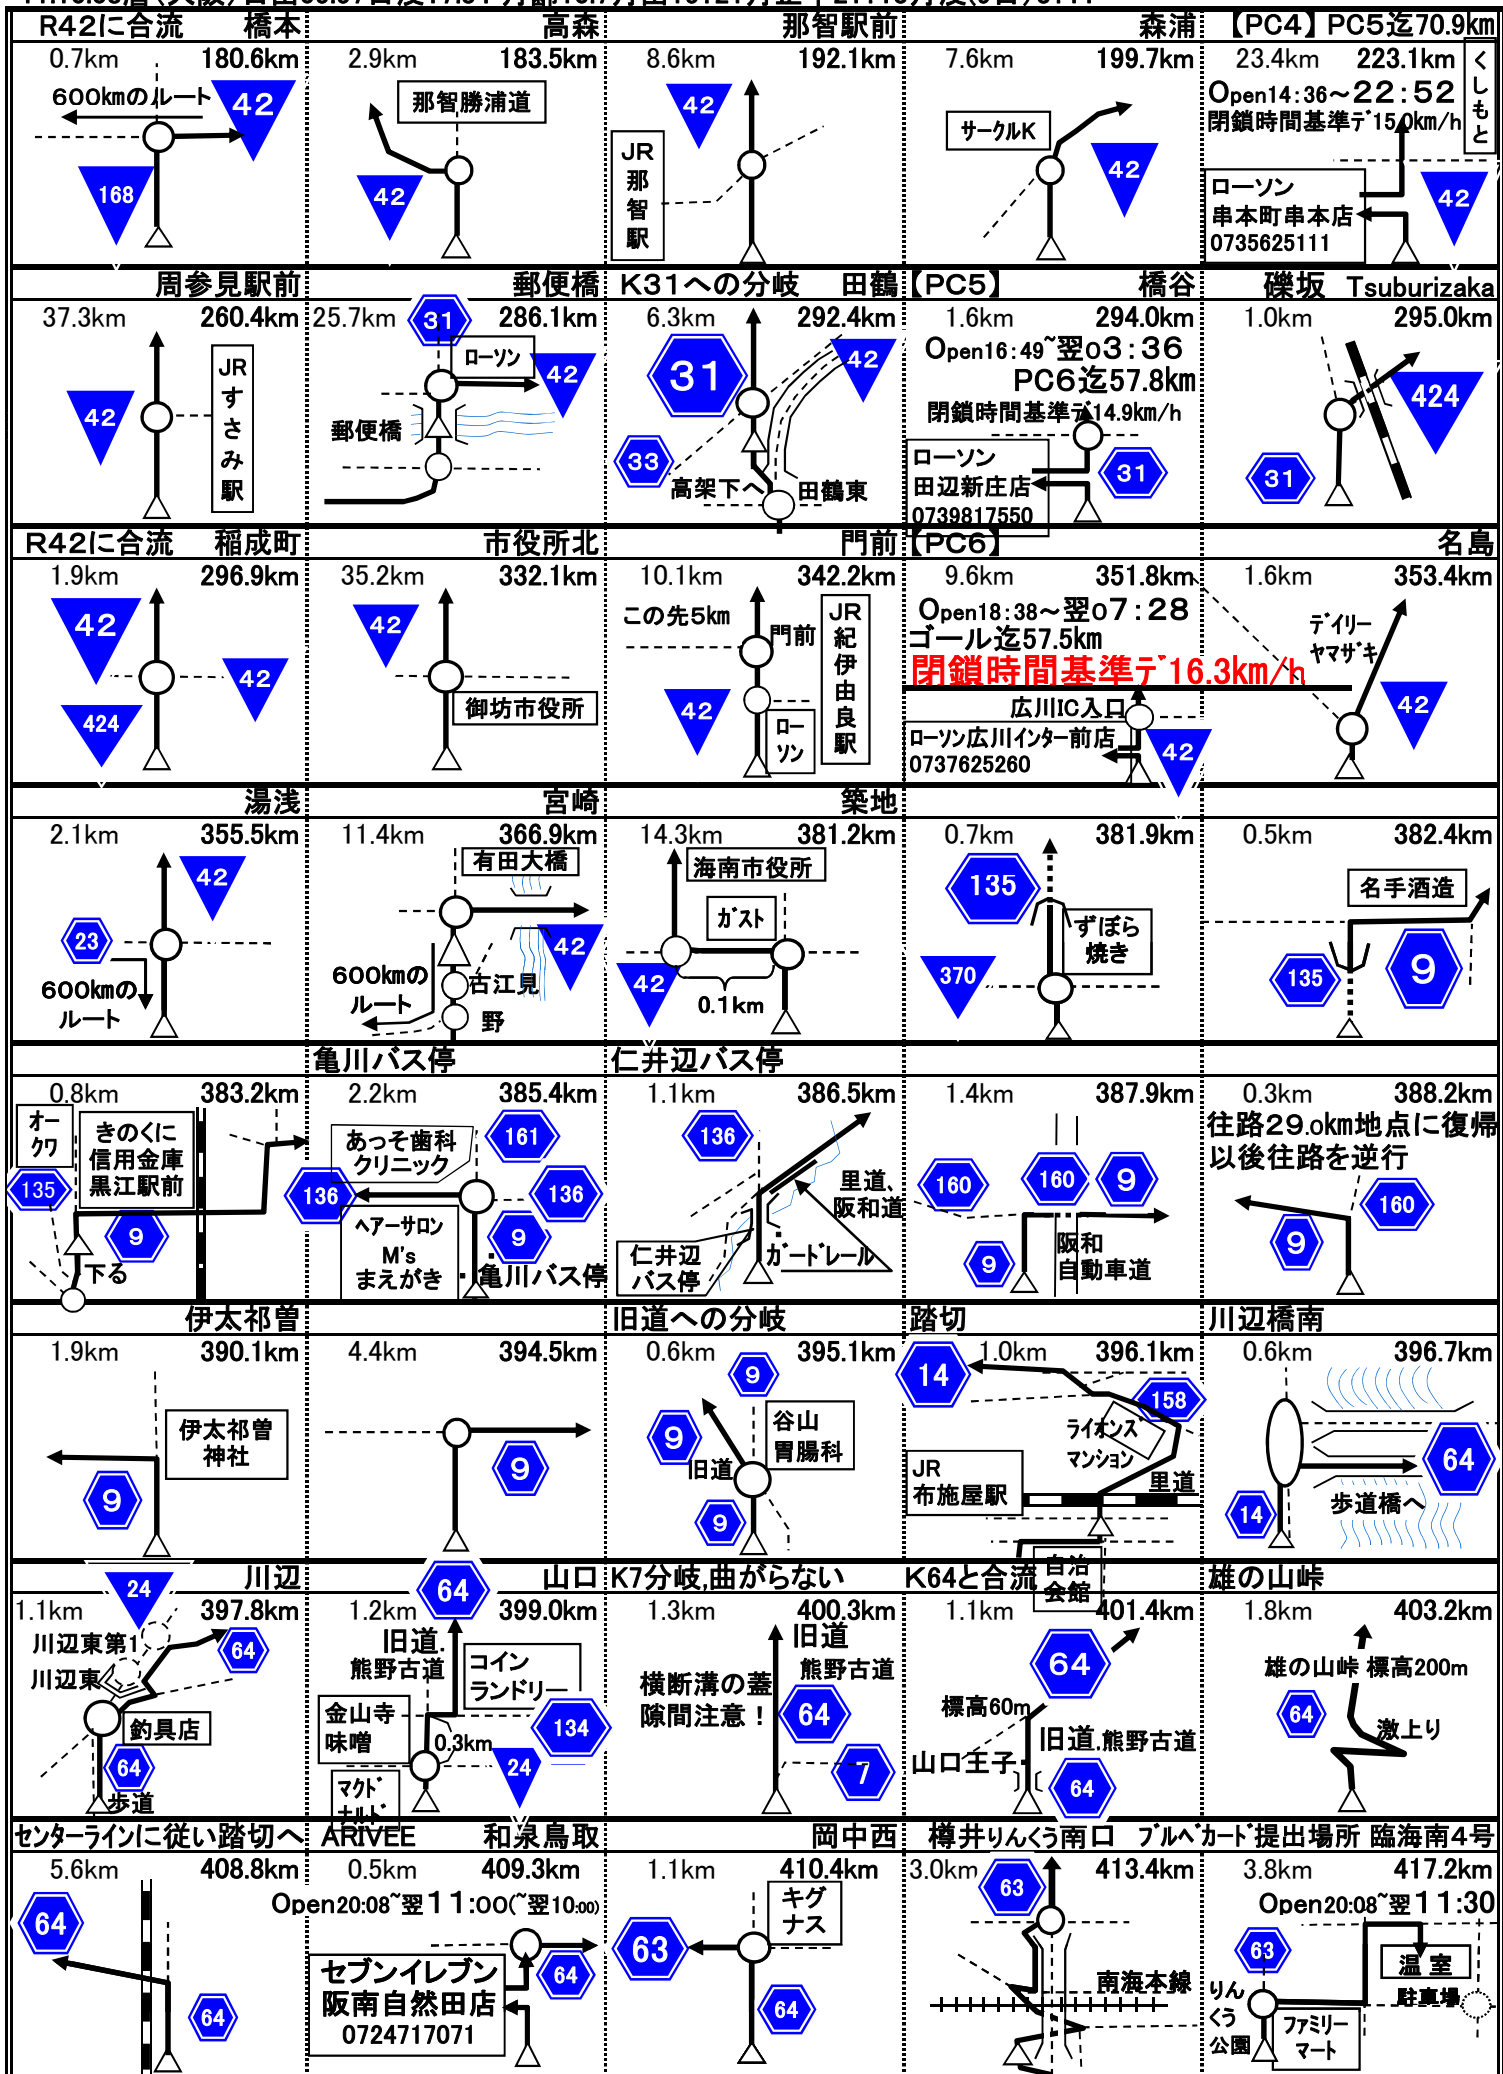 R42に合流 橋本
0.7km 180.6km
600kmのルート
42
168
高森
2.9km 183.5km
那智勝浦道
42
那智駅前
8.6km 192.1km
42
JR那智駅
森浦
7.6km 199.7km
サークルK
42
【PC4】 PC5迄70.9km
23.4km 223.1km
くしもと
Open14:36～22:52
閉鎖時間基準ﾃﾞ15.0km/h
ローソン
串本町串本店
0735625111
42
周参見駅前
37.3km 260.4km
42
JRすさみ駅
郵便橋
25.7km 31 286.1km
ローソン
42
郵便橋
K31への分岐 田鶴
6.3km 292.4km
31
42
33
高架下へ 田鶴東
【PC5】 橋谷
1.6km 294.0km
Open16:49~翌03:36
PC6迄57.8km
閉鎖時間基準ﾃﾞ14.9km/h
ローソン
田辺新庄店
0739817550
31
礫坂 Tsuburizaka
1.0km 295.0km
424
31
R42に合流 稲成町
1.9km 296.9km
42
42
424
市役所北
35.2km 332.1km
42
御坊市役所
門前
10.1km 342.2km
この先5km
門前
JR紀伊由良駅
42
ローソン
【PC6】
9.6km 351.8km
Open18:38～翌07:28
ゴール迄57.5km
閉鎖時間基準ﾃﾞ16.3km/h
広川IC入口
ローソン広川インター前店
0737625260
42
名島
1.6km 353.4km
デイリー
ヤマザキ
42
湯浅
2.1km 355.5km
42
23
600kmの
ルート
宮崎
11.4km 366.9km
有田大橋
42
600kmの
ルート
古江見
野
築地
14.3km 381.2km
海南市役所
ガスト
42
0.1km
0.7km 381.9km
135
ずぼら
焼き
370
0.5km 382.4km
名手酒造
135
9
0.8km 383.2km
オークワ
きのくに
信用金庫
黒江駅前
135
9
下る
亀川バス停
2.2km 385.4km
あっそ歯科
クリニック
161
136
136
ヘアーサロン
M's
まえがき
9
亀川バス停
仁井辺バス停
1.1km 386.5km
136
里道、
阪和道
仁井辺
バス停
ガードレール
1.4km 387.9km
160
160
9
9
阪和
自動車道
0.3km 388.2km
往路29.0km地点に復帰
以後往路を逆行
160
9
伊太祁曽
1.9km 390.1km
伊太祁曽
神社
9
4.4km 394.5km
9
旧道への分岐
0.6km 395.1km
9
9
谷山
胃腸科
旧道
9
踏切
14
1.0km 396.1km
158
ライオンズ
マンション
JR
布施屋駅
里道
自治
会館
川辺橋南
0.6km 396.7km
64
歩道橋へ
14
川辺
24
1.1km 397.8km
川辺東第1
川辺東
64
釣具店
64
歩道
山口
64
1.2km 399.0km
旧道.
熊野古道
コイン
ランドリー
金山寺
味噌
134
0.3km
24
マクド
ナルド
K7分岐,曲がらない
1.3km 400.3km
旧道
熊野古道
横断溝の蓋
隙間注意！
64
7
K64と合流
1.1km 401.4km
64
標高60m
旧道.熊野古道
山口王子
64
雄の山峠
1.8km 403.2km
雄の山峠 標高200m
64
激上り
センターラインに従い踏切へ
5.6km 408.8km
64
64
ARIVEE 和泉鳥取
0.5km 409.3km
Open20:08~翌11:00(~翌10:00)
セブンイレブン
阪南自然田店
0724717071
64
岡中西
1.1km 410.4km
キグ
ナス
63
64
樽井りんくう南口
3.0km 413.4km
63
南海本線
ブルベカード提出場所 臨海南4号
3.8km 417.2km
Open20:08~翌11:30
63
温室
駐車場
りん
くう
公園
ファミリー
マート